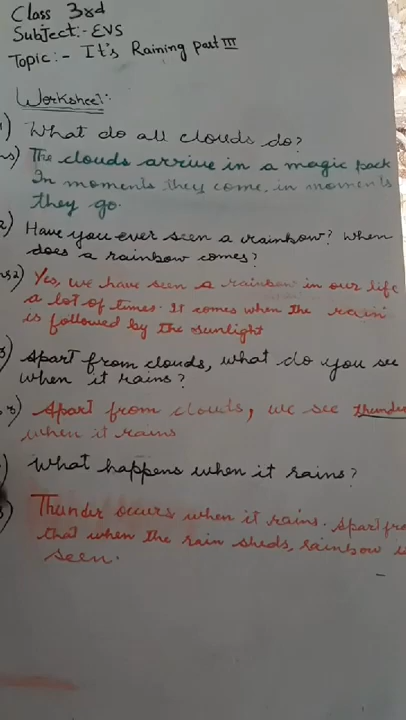 Class 3rd
Subject:- EVS
Topic:- It's Raining part III
Worksheet:-
) What do all clouds do?
ns) The clouds arrive in a magic pack
In moments they come, in moments
they go.
2) Have you ever seen a rainbow? When
does a rainbow comes?
ns2) Yes, we have seen a rainbow in our life
a lot of times. It comes when the rain
is followed by the sunlight
3) Apart from clouds, what do you see
when it rains?
s.3) Apart from clouds, we see thunder
when it rains
) What happens when it rains?
) Thunder occurs when it rains. Apart fro
that when the rain sheds, rainbow is
seen.